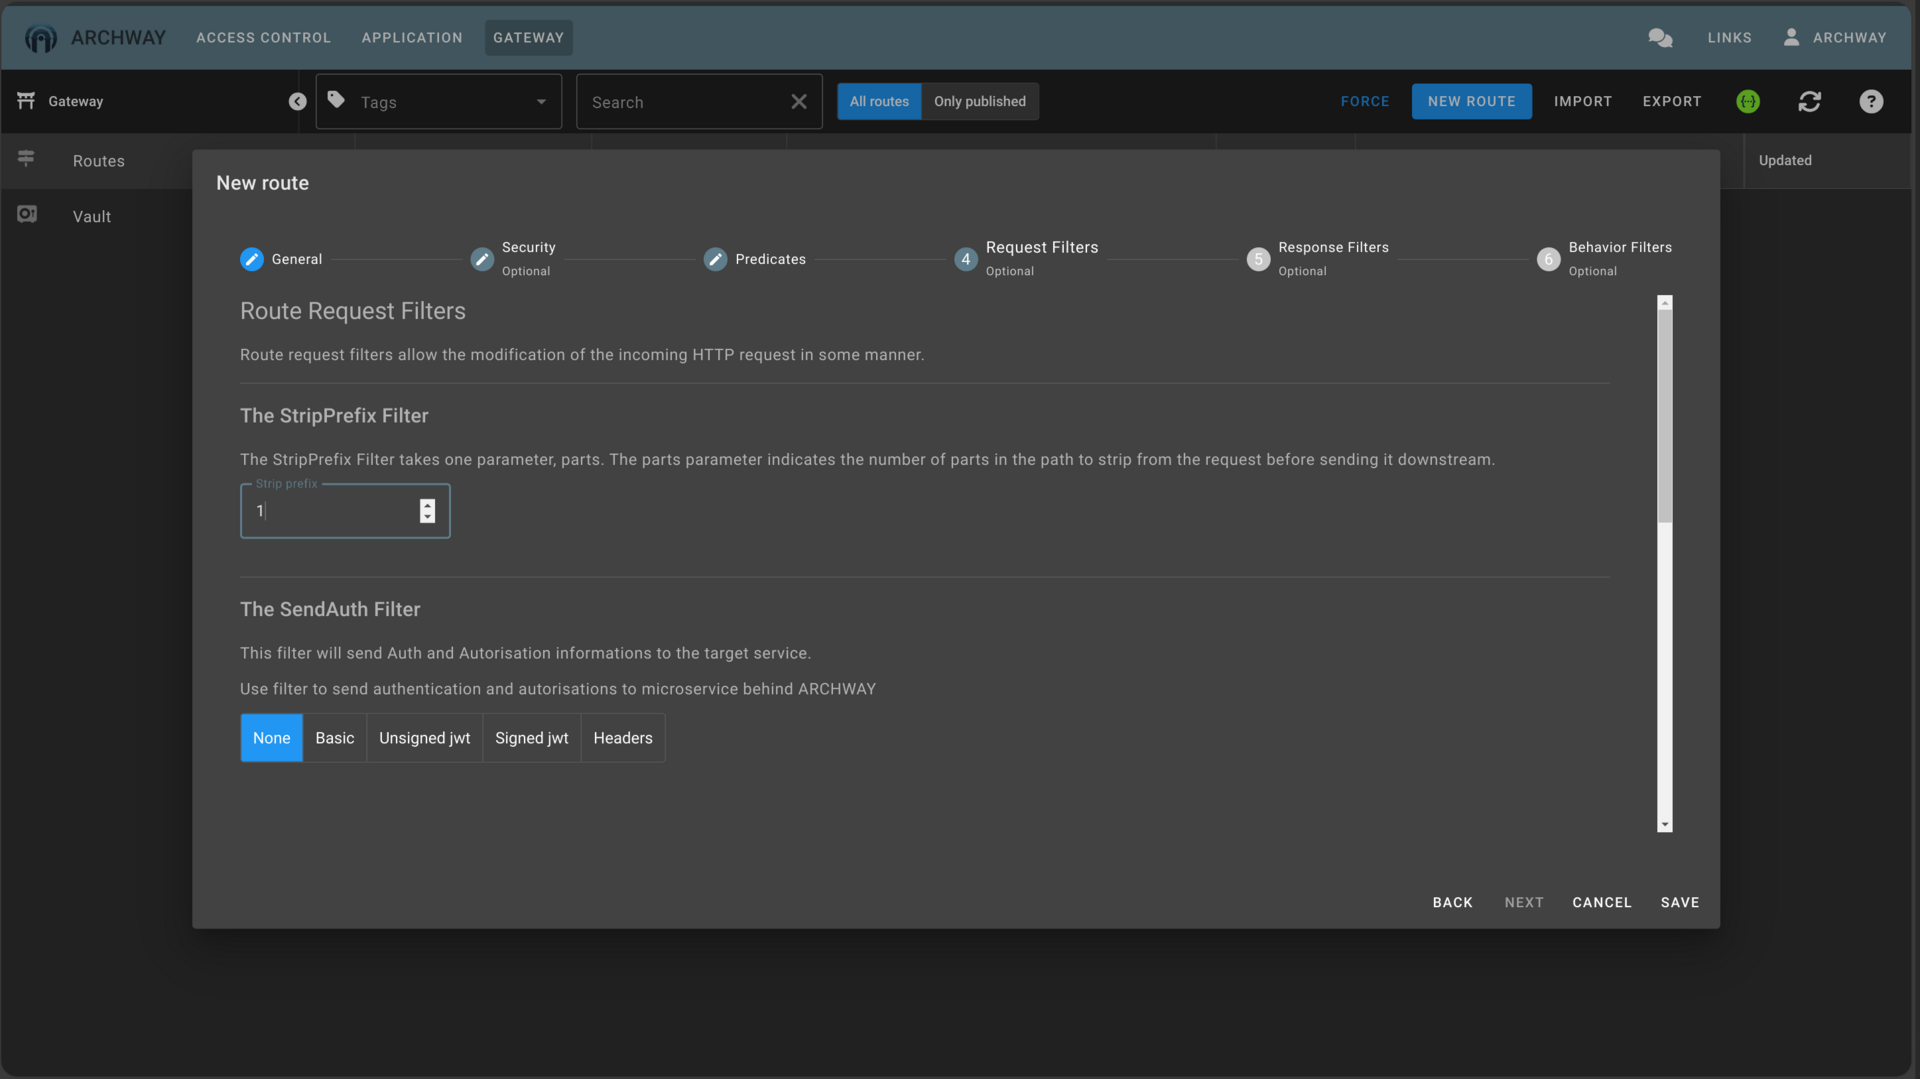 ARCHWAY ACCESS CONTROL APPLICATION GATEWAY LINKS ARCHWAY
Gateway Tags Search All routes Only published FORCE NEW ROUTE IMPORT EXPORT {···} ?
Routes Updated
Vault
New route
General
Security
Optional
Predicates
4 Request Filters
Optional
5 Response Filters
Optional
6 Behavior Filters
Optional
Route Request Filters
Route request filters allow the modification of the incoming HTTP request in some manner.
The StripPrefix Filter
The StripPrefix Filter takes one parameter, parts. The parts parameter indicates the number of parts in the path to strip from the request before sending it downstream.
Strip prefix
1
The SendAuth Filter
This filter will send Auth and Autorisation informations to the target service.
Use filter to send authentication and autorisations to microservice behind ARCHWAY
None Basic Unsigned jwt Signed jwt Headers
BACK NEXT CANCEL SAVE